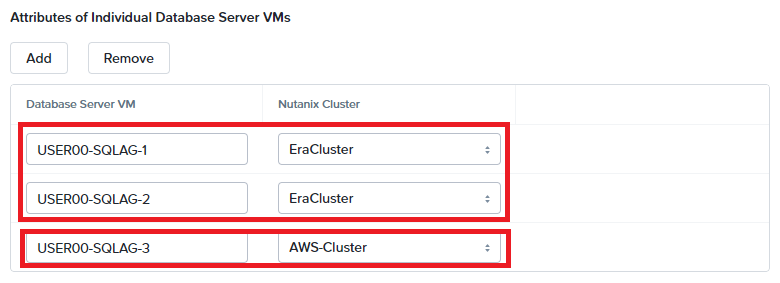 Attributes of Individual Database Server VMs
Add Remove
Database Server VM Nutanix Cluster
USER00-SQLAG-1 EraCluster
USER00-SQLAG-2 EraCluster
USER00-SQLAG-3 AWS-Cluster